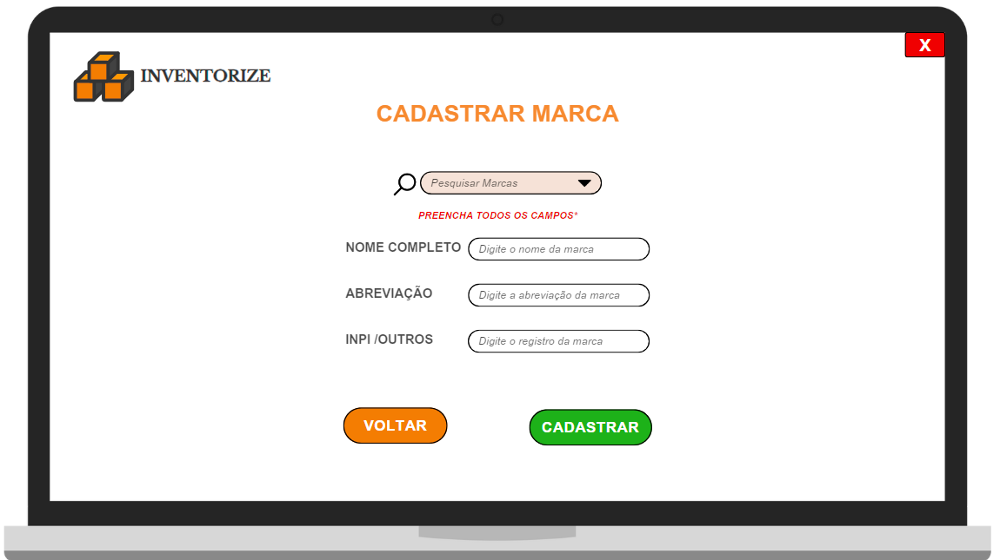 X
INVENTORIZE
CADASTRAR MARCA
Pesquisar Marcas
PREENCHA TODOS OS CAMPOS*
NOME COMPLETO Digite o nome da marca
ABREVIAÇÃO Digite a abreviação da marca
INPI /OUTROS Digite o registro da marca
VOLTAR CADASTRAR